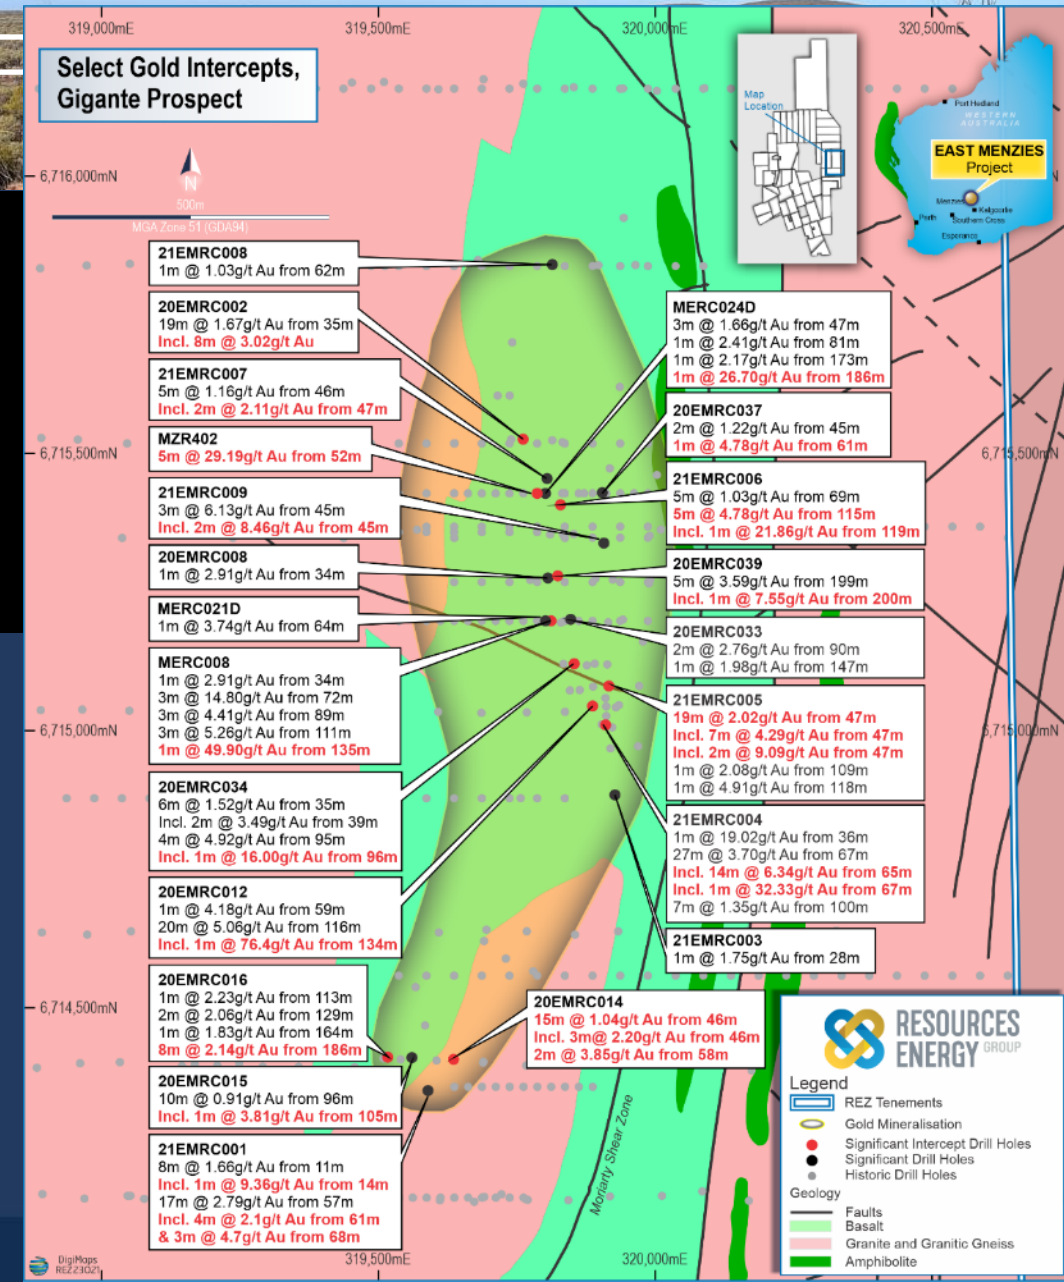 319,000mE
319,500mE
320,000mE
320,500mE
Select Gold Intercepts,
Gigante Prospect
Map
Location
Port Hedland
WESTERN
AUSTRALIA
EAST MENZIES
Project
Menzies
Kalgoorlie
Perth
Southern Cross
Esperance
6,716,000mN
N
500m
MGA Zone 51 (GDA94)
21EMRC008
1m @ 1.03g/t Au from 62m
20EMRC002
19m @ 1.67g/t Au from 35m
Incl. 8m @ 3.02g/t Au
21EMRC007
5m @ 1.16g/t Au from 46m
Incl. 2m @ 2.11g/t Au from 47m
MZR402
5m @ 29.19g/t Au from 52m
6,715,500mN
21EMRC009
3m @ 6.13g/t Au from 45m
Incl. 2m @ 8.46g/t Au from 45m
20EMRC008
1m @ 2.91g/t Au from 34m
MERC021D
1m @ 3.74g/t Au from 64m
MERC008
1m @ 2.91g/t Au from 34m
3m @ 14.80g/t Au from 72m
3m @ 4.41g/t Au from 89m
3m @ 5.26g/t Au from 111m
1m @ 49.90g/t Au from 135m
6,715,000mN
20EMRC034
6m @ 1.52g/t Au from 35m
Incl. 2m @ 3.49g/t Au from 39m
4m @ 4.92g/t Au from 95m
Incl. 1m @ 16.00g/t Au from 96m
20EMRC012
1m @ 4.18g/t Au from 59m
20m @ 5.06g/t Au from 116m
Incl. 1m @ 76.4g/t Au from 134m
20EMRC016
1m @ 2.23g/t Au from 113m
2m @ 2.06g/t Au from 129m
1m @ 1.83g/t Au from 164m
8m @ 2.14g/t Au from 186m
6,714,500mN
20EMRC015
10m @ 0.91g/t Au from 96m
Incl. 1m @ 3.81g/t Au from 105m
21EMRC001
8m @ 1.66g/t Au from 11m
Incl. 1m @ 9.36g/t Au from 14m
17m @ 2.79g/t Au from 57m
Incl. 4m @ 2.1g/t Au from 61m
& 3m @ 4.7g/t Au from 68m
MERC024D
3m @ 1.66g/t Au from 47m
1m @ 2.41g/t Au from 81m
1m @ 2.17g/t Au from 173m
1m @ 26.70g/t Au from 186m
20EMRC037
2m @ 1.22g/t Au from 45m
1m @ 4.78g/t Au from 61m
6,715,500mN
21EMRC006
5m @ 1.03g/t Au from 69m
5m @ 4.78g/t Au from 115m
Incl. 1m @ 21.86g/t Au from 119m
20EMRC039
5m @ 3.59g/t Au from 199m
Incl. 1m @ 7.55g/t Au from 200m
20EMRC033
2m @ 2.76g/t Au from 90m
1m @ 1.98g/t Au from 147m
21EMRC005
19m @ 2.02g/t Au from 47m
Incl. 7m @ 4.29g/t Au from 47m
Incl. 2m @ 9.09g/t Au from 47m
1m @ 2.08g/t Au from 109m
1m @ 4.91g/t Au from 118m
6,715,000mN
21EMRC004
1m @ 19.02g/t Au from 36m
27m @ 3.70g/t Au from 67m
Incl. 14m @ 6.34g/t Au from 65m
Incl. 1m @ 32.33g/t Au from 67m
7m @ 1.35g/t Au from 100m
21EMRC003
1m @ 1.75g/t Au from 28m
20EMRC014
15m @ 1.04g/t Au from 46m
Incl. 3m@ 2.20g/t Au from 46m
2m @ 3.85g/t Au from 58m
Moriarty Shear Zone
RESOURCES
ENERGY GROUP
Legend
REZ Tenements
Gold Mineralisation
Significant Intercept Drill Holes
Significant Drill Holes
Historic Drill Holes
Geology
Faults
Basalt
Granite and Granitic Gneiss
Amphibolite
DigiMaps
REZ23021
319,500mE
320,000mE